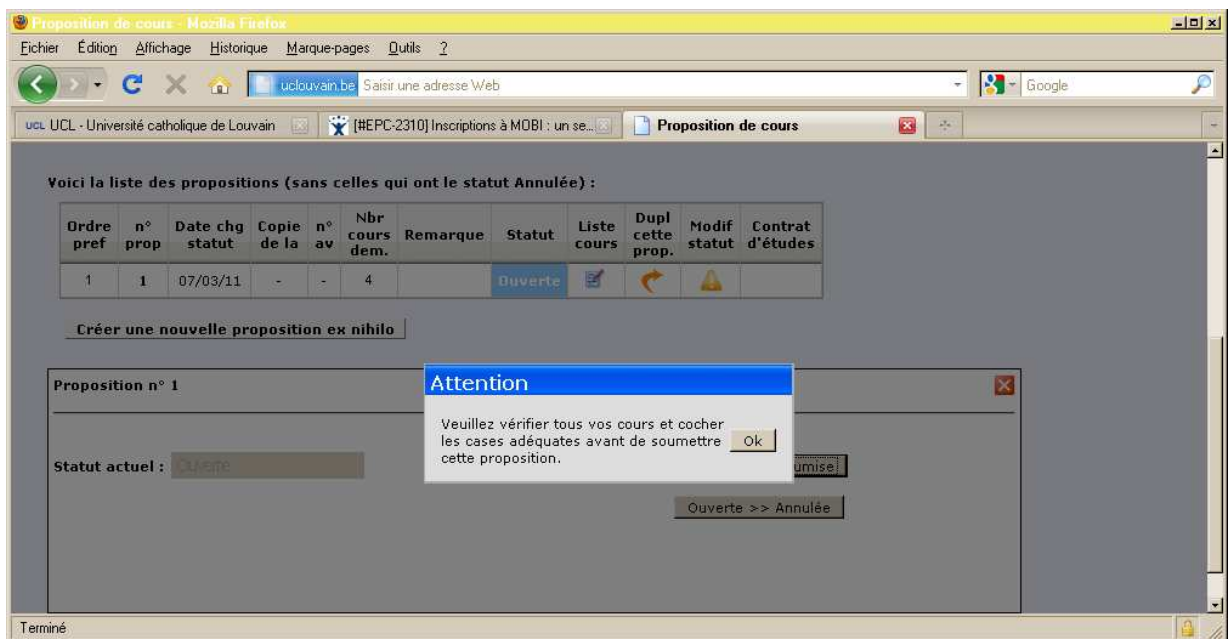 Proposition de cours - Mozilla Firefox
Fichier Édition Affichage Historique Marque-pages Outils ?
uclouvain.be Saisir une adresse Web Google
UCL UCL - Université catholique de Louvain [#EPC-2310] Inscriptions à MOBI : un se... Proposition de cours
Voici la liste des propositions (sans celles qui ont le statut Annulée) :
Ordre pref n° prop Date chg statut Copie de la n° av Nbr cours dem. Remarque Statut Liste cours Dupl cette prop. Modif statut Contrat d'études
1 1 07/03/11 - - 4 Ouverte
Créer une nouvelle proposition ex nihilo
Proposition n° 1
Attention
Veuillez vérifier tous vos cours et cocher
les cases adéquates avant de soumettre
cette proposition.
Ok
Statut actuel : Ouverte
umise
Ouverte >> Annulée
Terminé